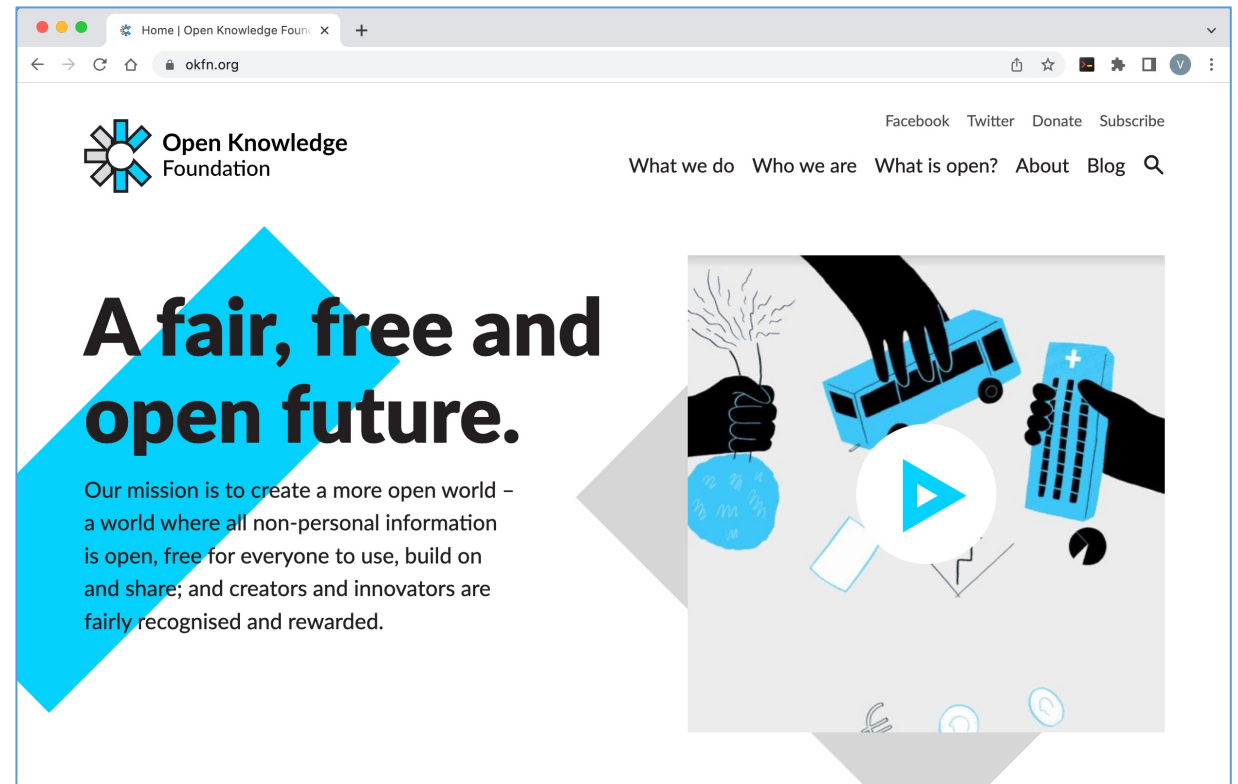 Home | Open Knowledge Foun
okfn.org
V
Open Knowledge
Foundation
Facebook Twitter Donate Subscribe
What we do Who we are What is open? About Blog
A fair, free and
open future.
Our mission is to create a more open world –
a world where all non-personal information
is open, free for everyone to use, build on
and share; and creators and innovators are
fairly recognised and rewarded.
€